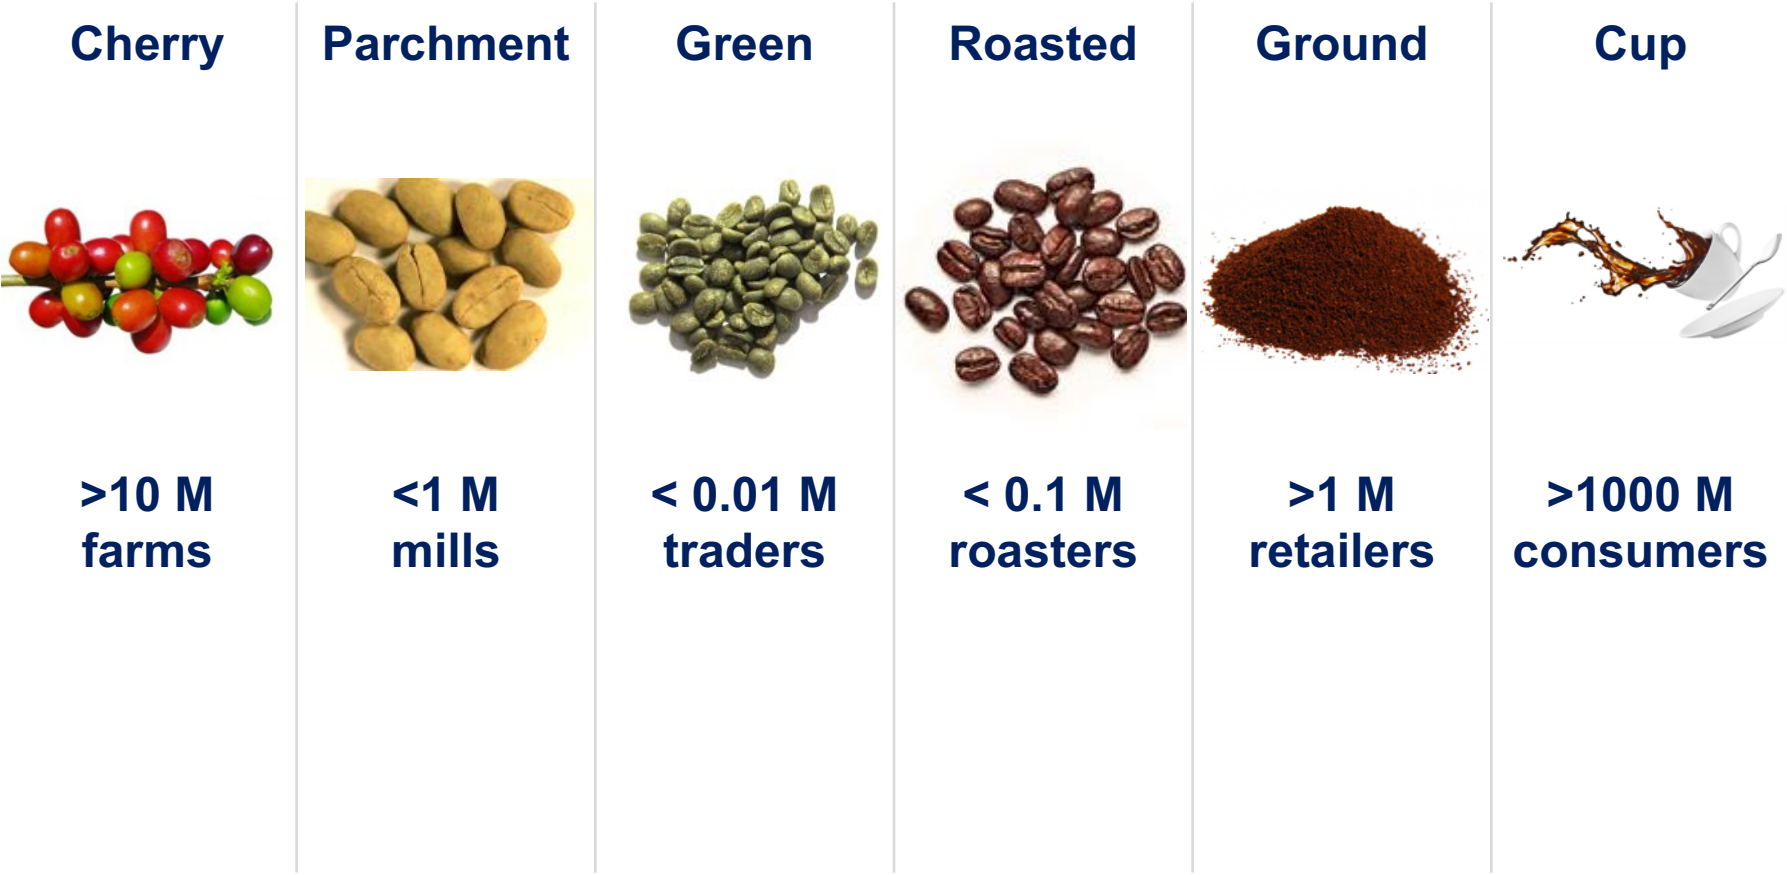 Cherry
Parchment
Green
Roasted
Ground
Cup
>10 M
farms
<1 M
mills
< 0.01 M
traders
< 0.1 M
roasters
>1 M
retailers
>1000 M
consumers